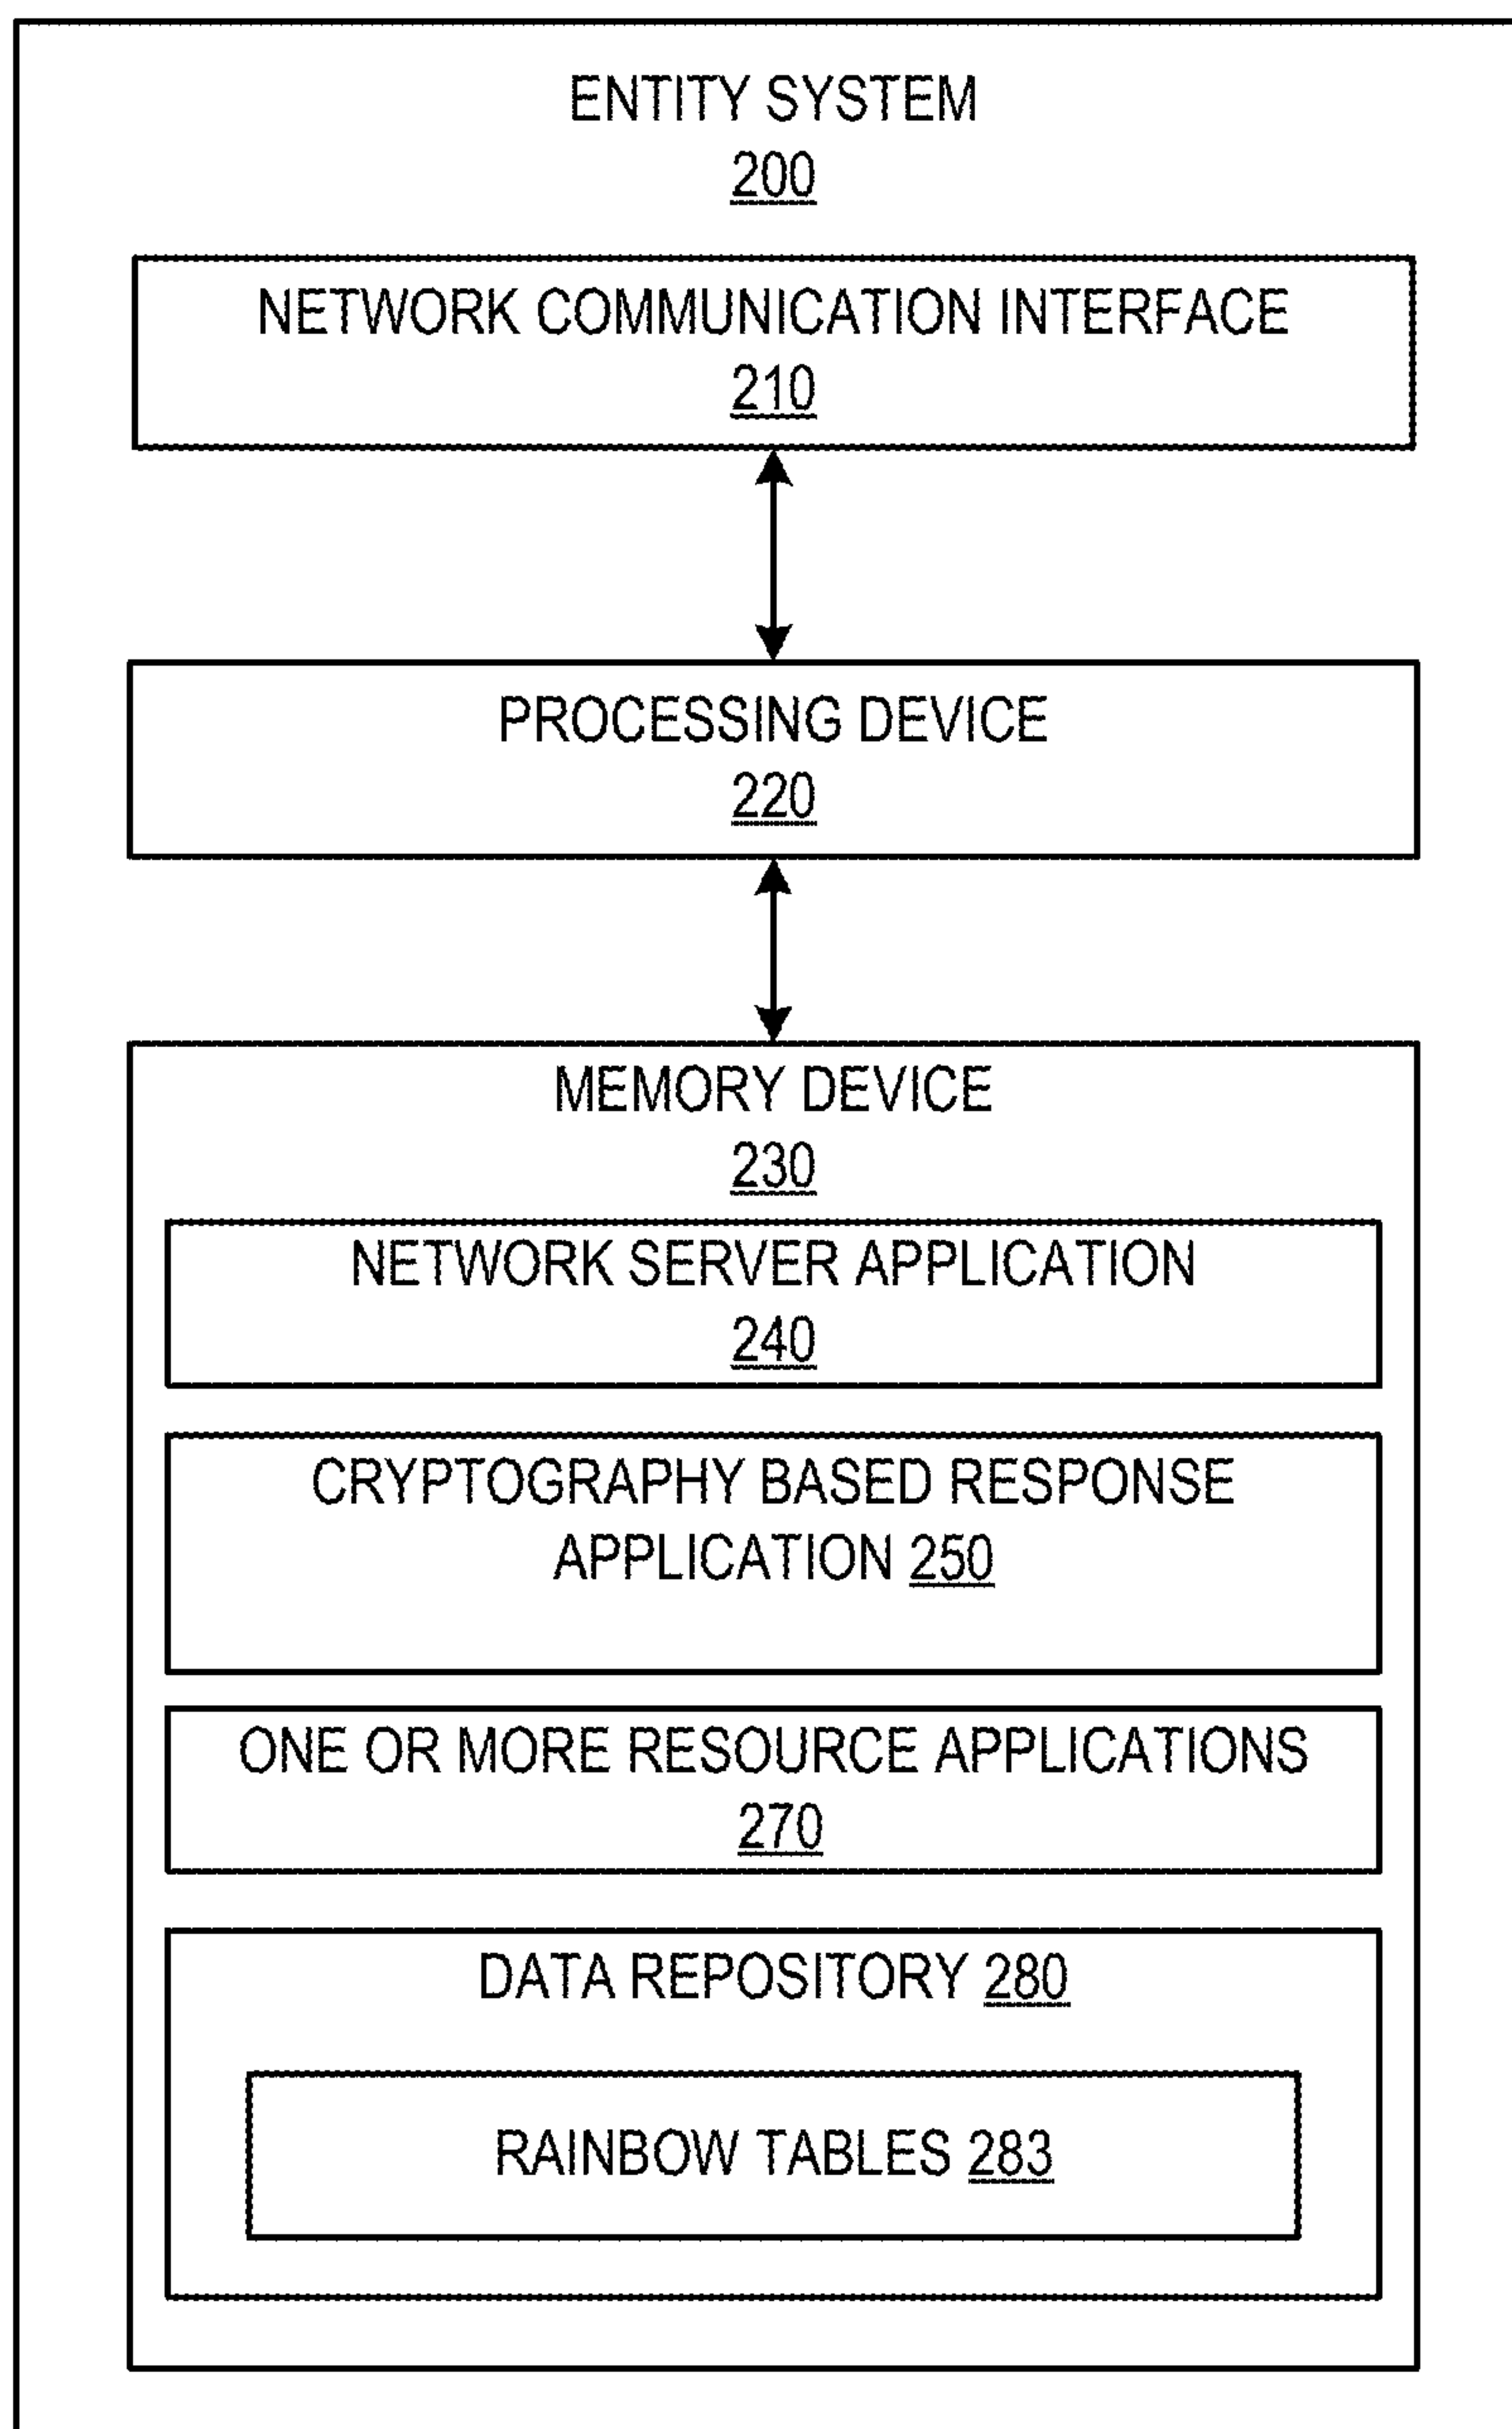 ENTITY SYSTEM
200
NETWORK COMMUNICATION INTERFACE
210
PROCESSING DEVICE
220
MEMORY DEVICE
230
NETWORK SERVER APPLICATION
240
CRYPTOGRAPHY BASED RESPONSE
APPLICATION 250
ONE OR MORE RESOURCE APPLICATIONS
270
DATA REPOSITORY 280
RAINBOW TABLES 283